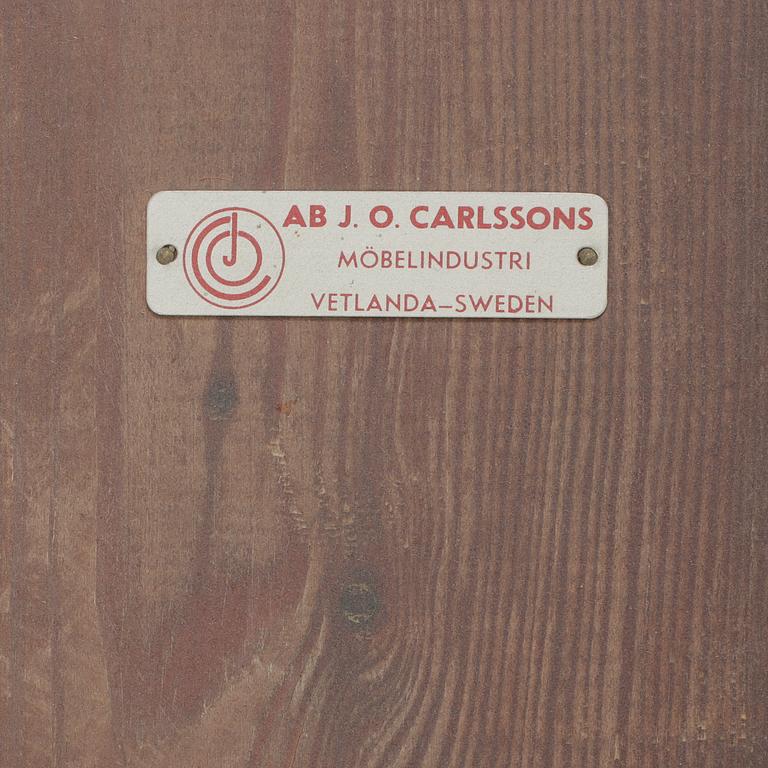 AB J. O. CARLSSONS
MÖBELINDUSTRI
VETLANDA–SWEDEN